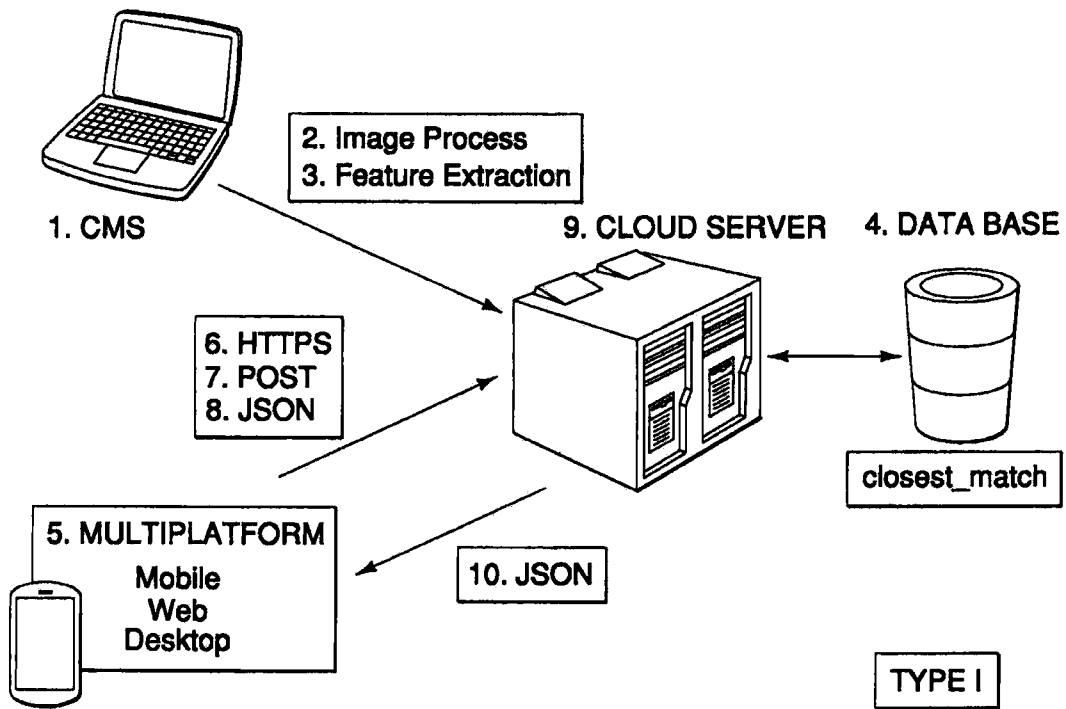 2. Image Process
3. Feature Extraction
1. CMS
9. CLOUD SERVER
4. DATA BASE
6. HTTPS
7. POST
8. JSON
closest_match
5. MULTIPLATFORM
Mobile
Web
Desktop
10. JSON
TYPE I